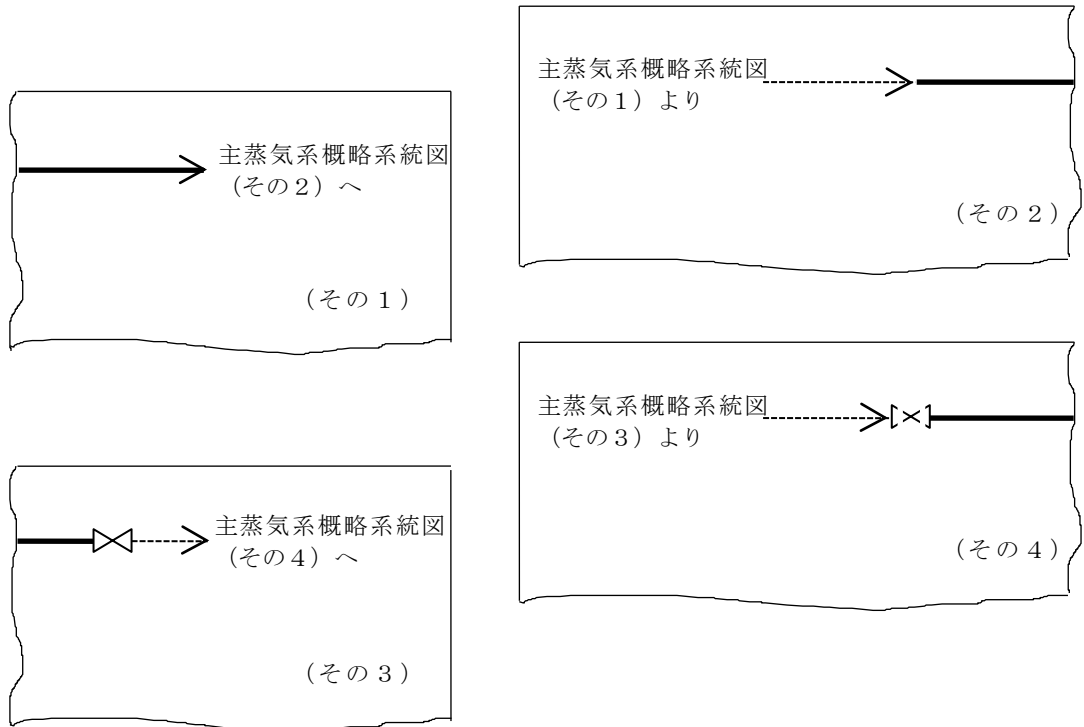 主蒸気系概略系統図
(その2)へ
(その1)
主蒸気系概略系統図
(その1)より
(その2)
主蒸気系概略系統図
(その4)へ
(その3)
主蒸気系概略系統図
(その3)より
(その4)